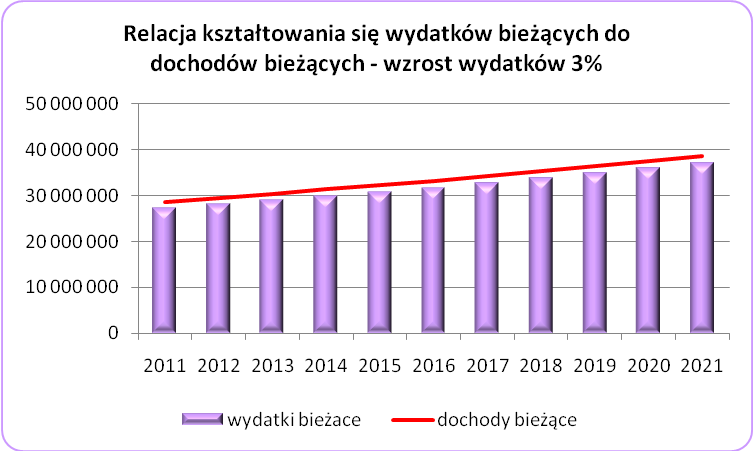 Relacja kształtowania się wydatków bieżących do
dochodów bieżących - wzrost wydatków 3%
50 000 000
40 000 000
30 000 000
20 000 000
10 000 000
0
2011 2012 2013 2014 2015 2016 2017 2018 2019 2020 2021
wydatki bieżace dochody bieżące